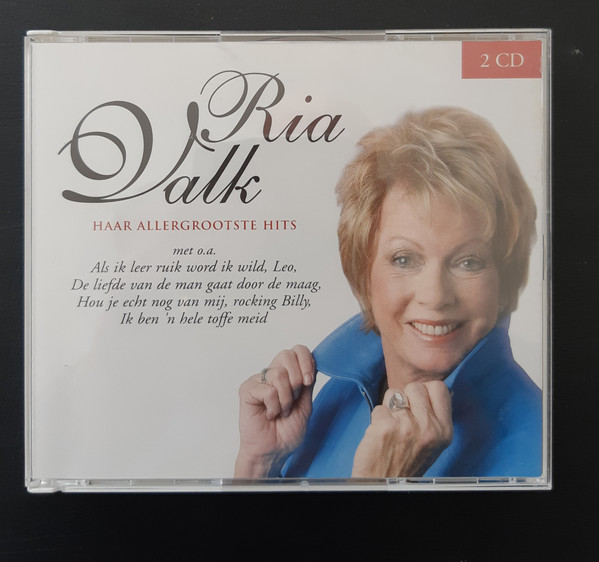 2 CD
Ria
Valk
HAAR ALLERGROOTSTE HITS
met o.a.
Als ik leer ruik word ik wild, Leo,
De liefde van de man gaat door de maag,
Hou je echt nog van mij, rocking Billy,
Ik ben 'n hele toffe meid